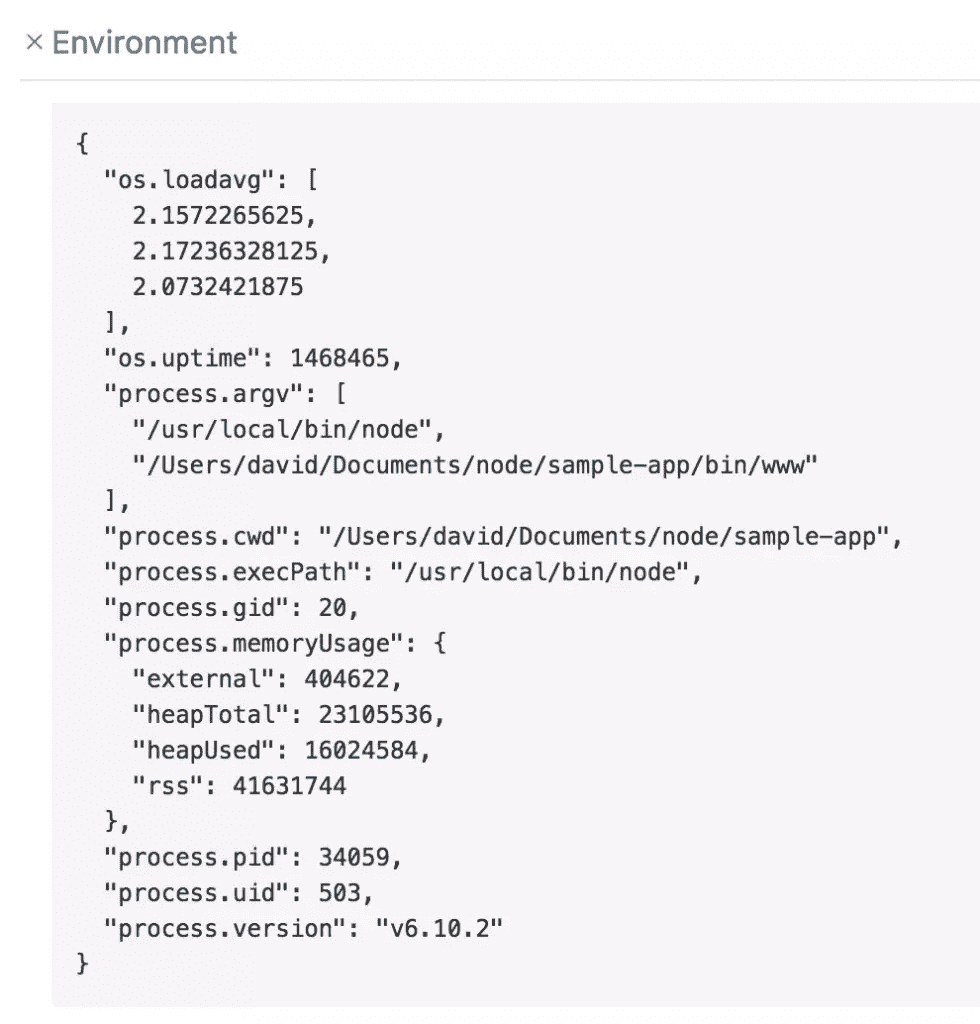 × Environment
{
"os.loadavg": [
2.1572265625,
2.17236328125,
2.0732421875
],
"os.uptime": 1468465,
"process.argv": [
"/usr/local/bin/node",
"/Users/david/Documents/node/sample-app/bin/www"
],
"process.cwd": "/Users/david/Documents/node/sample-app",
"process.execPath": "/usr/local/bin/node",
"process.gid": 20,
"process.memoryUsage": {
"external": 404622,
"heapTotal": 23105536,
"heapUsed": 16024584,
"rss": 41631744
},
"process.pid": 34059,
"process.uid": 503,
"process.version": "v6.10.2"
}